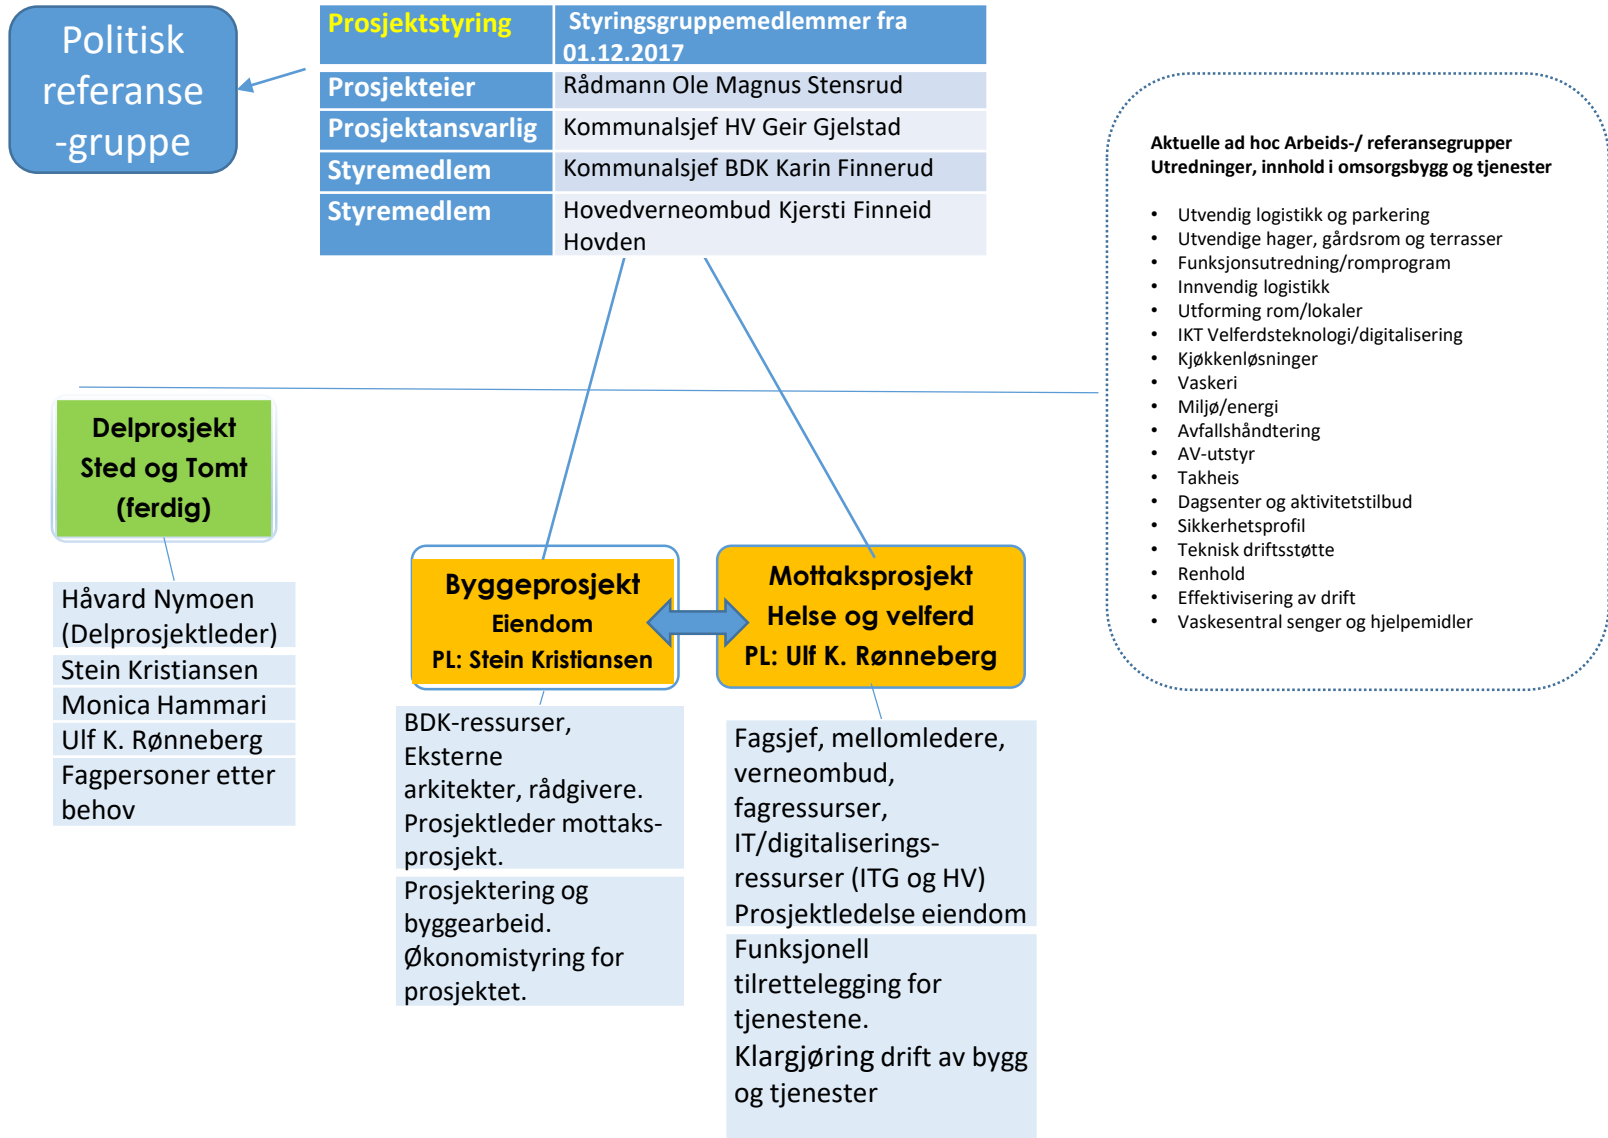 Politisk
referanse
-gruppe
Prosjektstyring
Styringsgruppemedlemmer fra
01.12.2017
Prosjekteier
Rådmann Ole Magnus Stensrud
Prosjektansvarlig
Kommunalsjef HV Geir Gjelstad
Styremedlem
Kommunalsjef BDK Karin Finnerud
Styremedlem
Hovedverneombud Kjersti Finneid
Hovden
Aktuelle ad hoc Arbeids-/ referansegrupper
Utredninger, innhold i omsorgsbygg og tjenester
• Utvendig logistikk og parkering
• Utvendige hager, gårdsrom og terrasser
• Funksjonsutredning/romprogram
• Innvendig logistikk
• Utforming rom/lokaler
• IKT Velferdsteknologi/digitalisering
• Kjøkkenløsninger
• Vaskeri
• Miljø/energi
• Avfallshåndtering
• AV-utstyr
• Takheis
• Dagsenter og aktivitetstilbud
• Sikkerhetsprofil
• Teknisk driftsstøtte
• Renhold
• Effektivisering av drift
• Vaskesentral senger og hjelpemidler
Delprosjekt
Sted og Tomt
(ferdig)
Håvard Nymoen
(Delprosjektleder)
Stein Kristiansen
Monica Hammari
Ulf K. Rønneberg
Fagpersoner etter
behov
Byggeprosjekt
Eiendom
PL: Stein Kristiansen
BDK-ressurser,
Eksterne
arkitekter, rådgivere.
Prosjektleder mottaks-
prosjekt.
Prosjektering og
byggearbeid.
Økonomistyring for
prosjektet.
Mottaksprosjekt
Helse og velferd
PL: Ulf K. Rønneberg
Fagsjef, mellomledere,
verneombud,
fagressurser,
IT/digitaliserings-
ressurser (ITG og HV)
Prosjektledelse eiendom
Funksjonell
tilrettelegging for
tjenestene.
Klargjøring drift av bygg
og tjenester